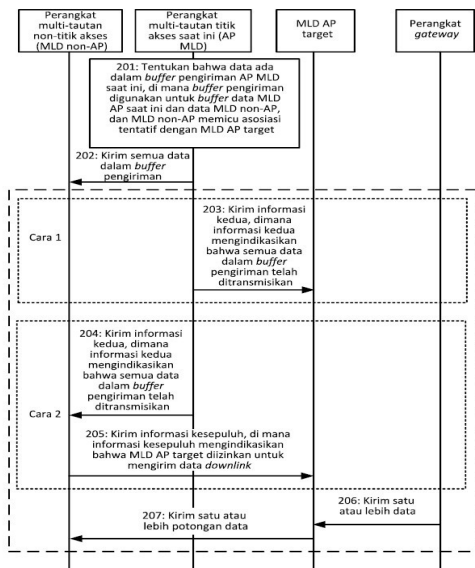 Perangkat
multi-tautan
non-titik akses
(MLD non-AP)
Perangkat
multi-tautan titik
akses saat ini (AP
MLD)
MLD AP
target
Perangkat
gateway
201: Tentukan bahwa data ada
dalam buffer pengiriman AP MLD
saat ini, di mana buffer pengiriman
digunakan untuk buffer data MLD
AP saat ini dan data MLD non-AP,
dan MLD non-AP memicu asosiasi
tentatif dengan MLD AP target
202: Kirim semua data
dalam buffer
pengiriman
Cara 1
203: Kirim informasi
kedua, dimana
informasi kedua
mengindikasikan
bahwa semua data
dalam buffer
pengiriman telah
ditransmisikan
Cara 2
204: Kirim informasi
kedua, dimana
informasi kedua
mengindikasikan
bahwa semua data
dalam buffer
pengiriman telah
ditransmisikan
205: Kirim informasi kesepuluh, di mana
informasi kesepuluh mengindikasikan
bahwa MLD AP target diizinkan untuk
mengirim data downlink
206: Kirim satu
atau lebih data
207: Kirim satu atau
lebih potongan data